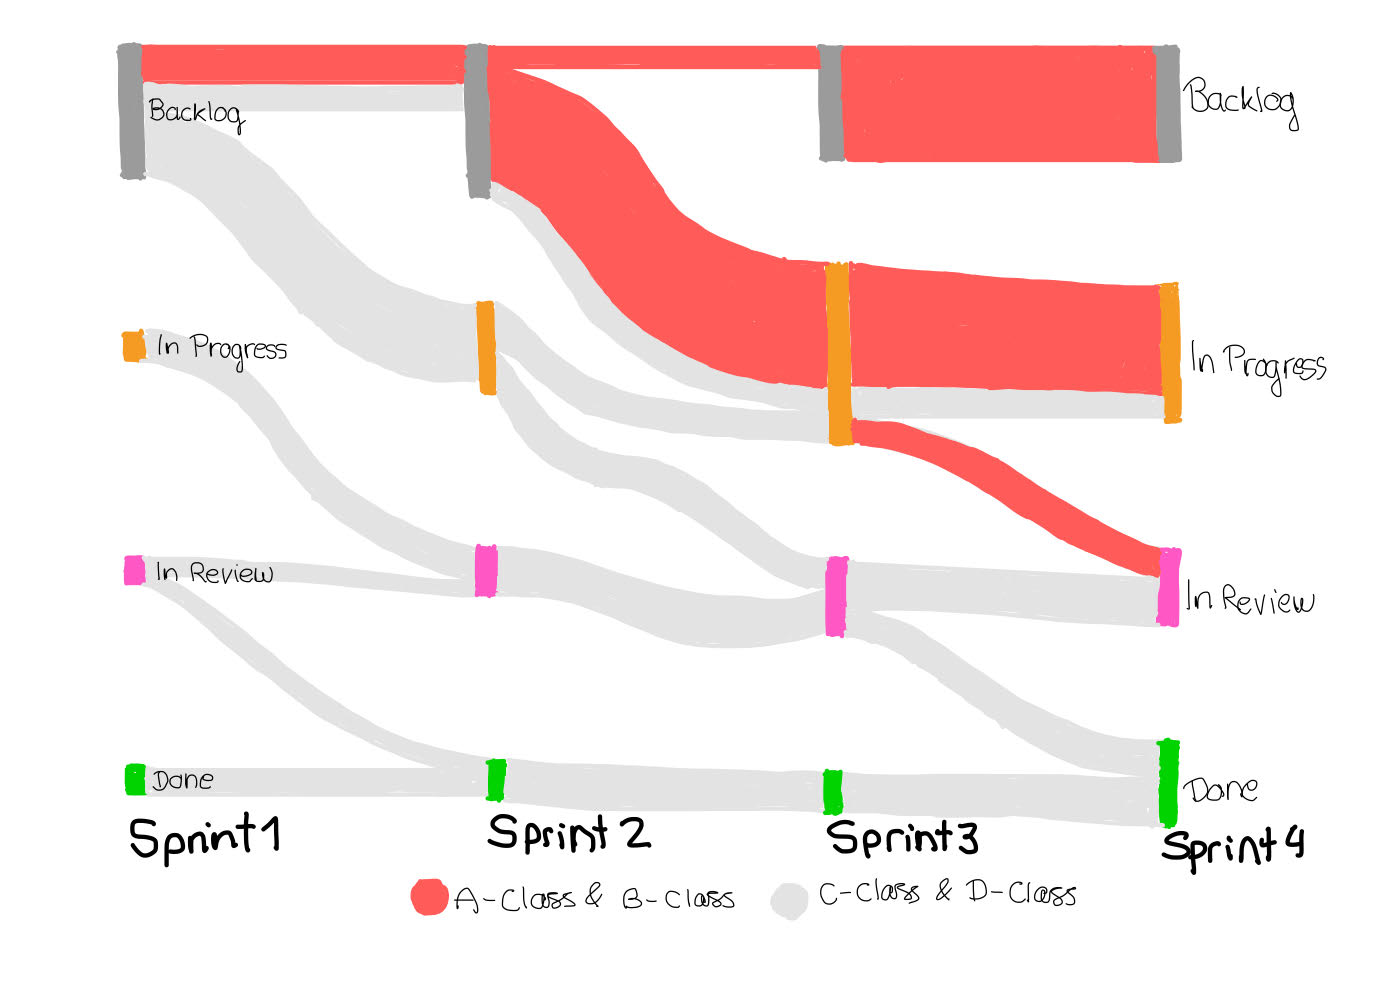 Backlog
Backlog
In Progress
In Progress
In Review
In Review
Done
Done
Sprint 1
Sprint 2
Sprint 3
Sprint 4
A-Class & B-Class
C-Class & D-Class